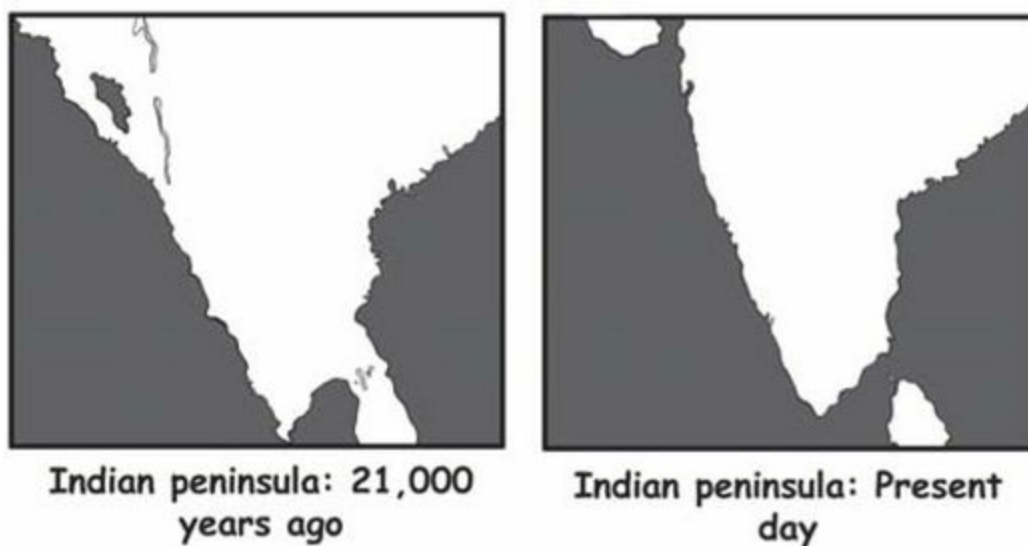 Indian peninsula: 21,000
years ago
Indian peninsula: Present
day